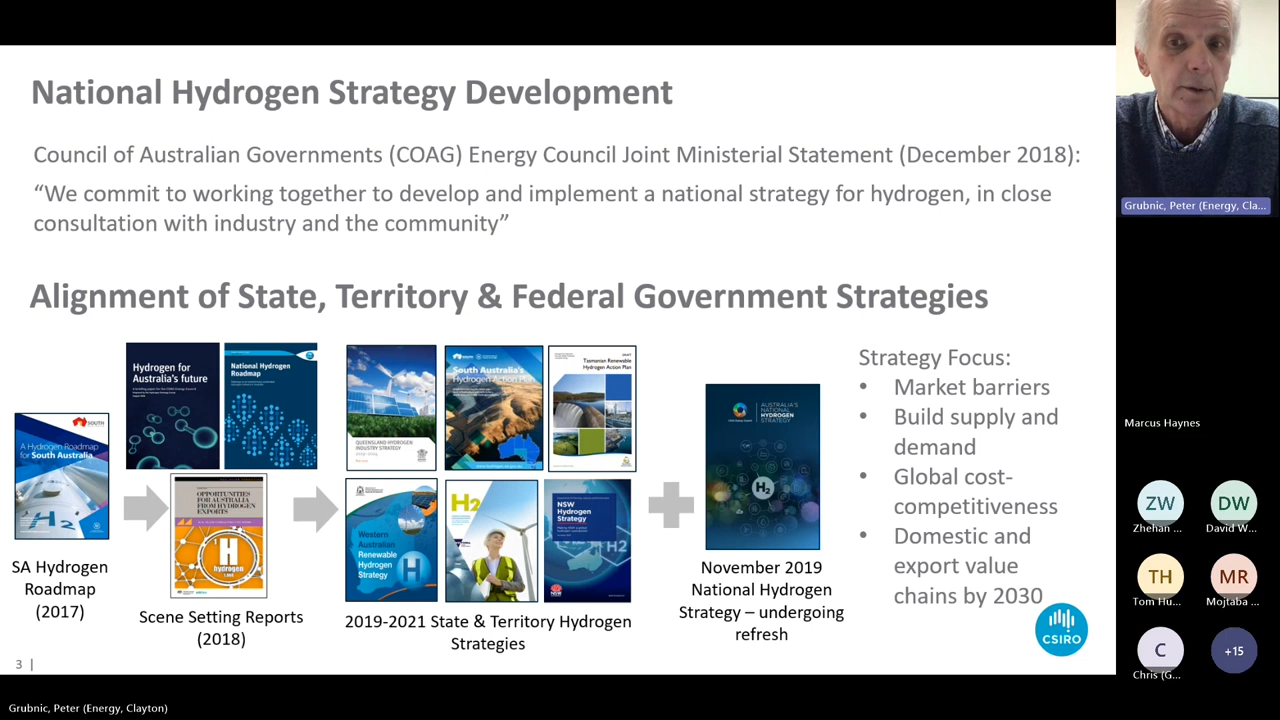 National Hydrogen Strategy Development
Council of Australian Governments (COAG) Energy Council Joint Ministerial Statement (December 2018):
“We commit to working together to develop and implement a national strategy for hydrogen, in close
consultation with industry and the community”
Alignment of State, Territory & Federal Government Strategies
SOUTH
A Hydrogen Roadmap
for South Australia
H2
SA Hydrogen
Roadmap
(2017)
Hydrogen for
Australia's future
National Hydrogen
Roadmap
OPPORTUNITIES
FOR AUSTRALIA
FROM HYDROGEN
EXPORTS
H
hydrogen
Scene Setting Reports
(2018)
QUEENSLAND HYDROGEN
INDUSTRY STRATEGY
2019-2024
South Australia's
Hydrogen Action Plan
DRAFT
Tasmanian Renewable
Hydrogen Action Plan
Western
Australian
Renewable
Hydrogen
Strategy
H
H2
NSW
Hydrogen
Strategy
H2
NSW
2019-2021 State & Territory Hydrogen
Strategies
AUSTRALIA'S
NATIONAL
HYDROGEN
STRATEGY
H2
November 2019
National Hydrogen
Strategy – undergoing
refresh
Strategy Focus:
• Market barriers
• Build supply and
demand
• Global cost-
competitiveness
• Domestic and
export value
chains by 2030
CSIRO
3 |
Grubnic, Peter (Energy, Clayton)
Grubnic, Peter (Energy, Cla...
Marcus Haynes
ZW
DW
Zhehan ...
David W...
TH
MR
Tom Hu...
Mojtaba ...
C
+15
Chris (G...